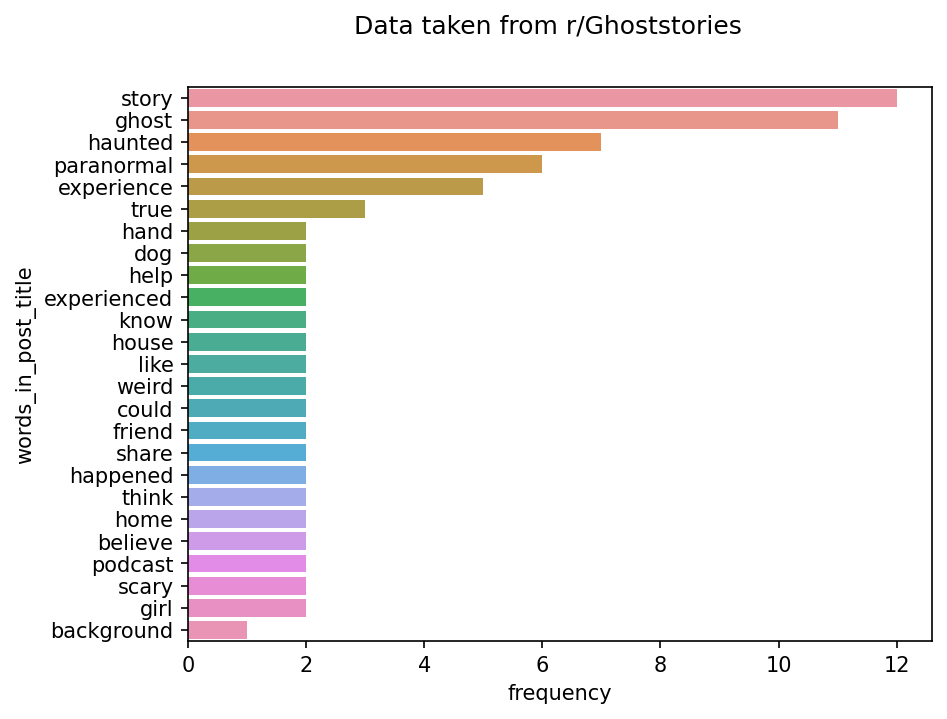 Data taken from r/Ghoststories
words_in_post_title
story
ghost
haunted
paranormal
experience
true
hand
dog
help
experienced
know
house
like
weird
could
friend
share
happened
think
home
believe
podcast
scary
girl
background
0 2 4 6 8 10 12
frequency